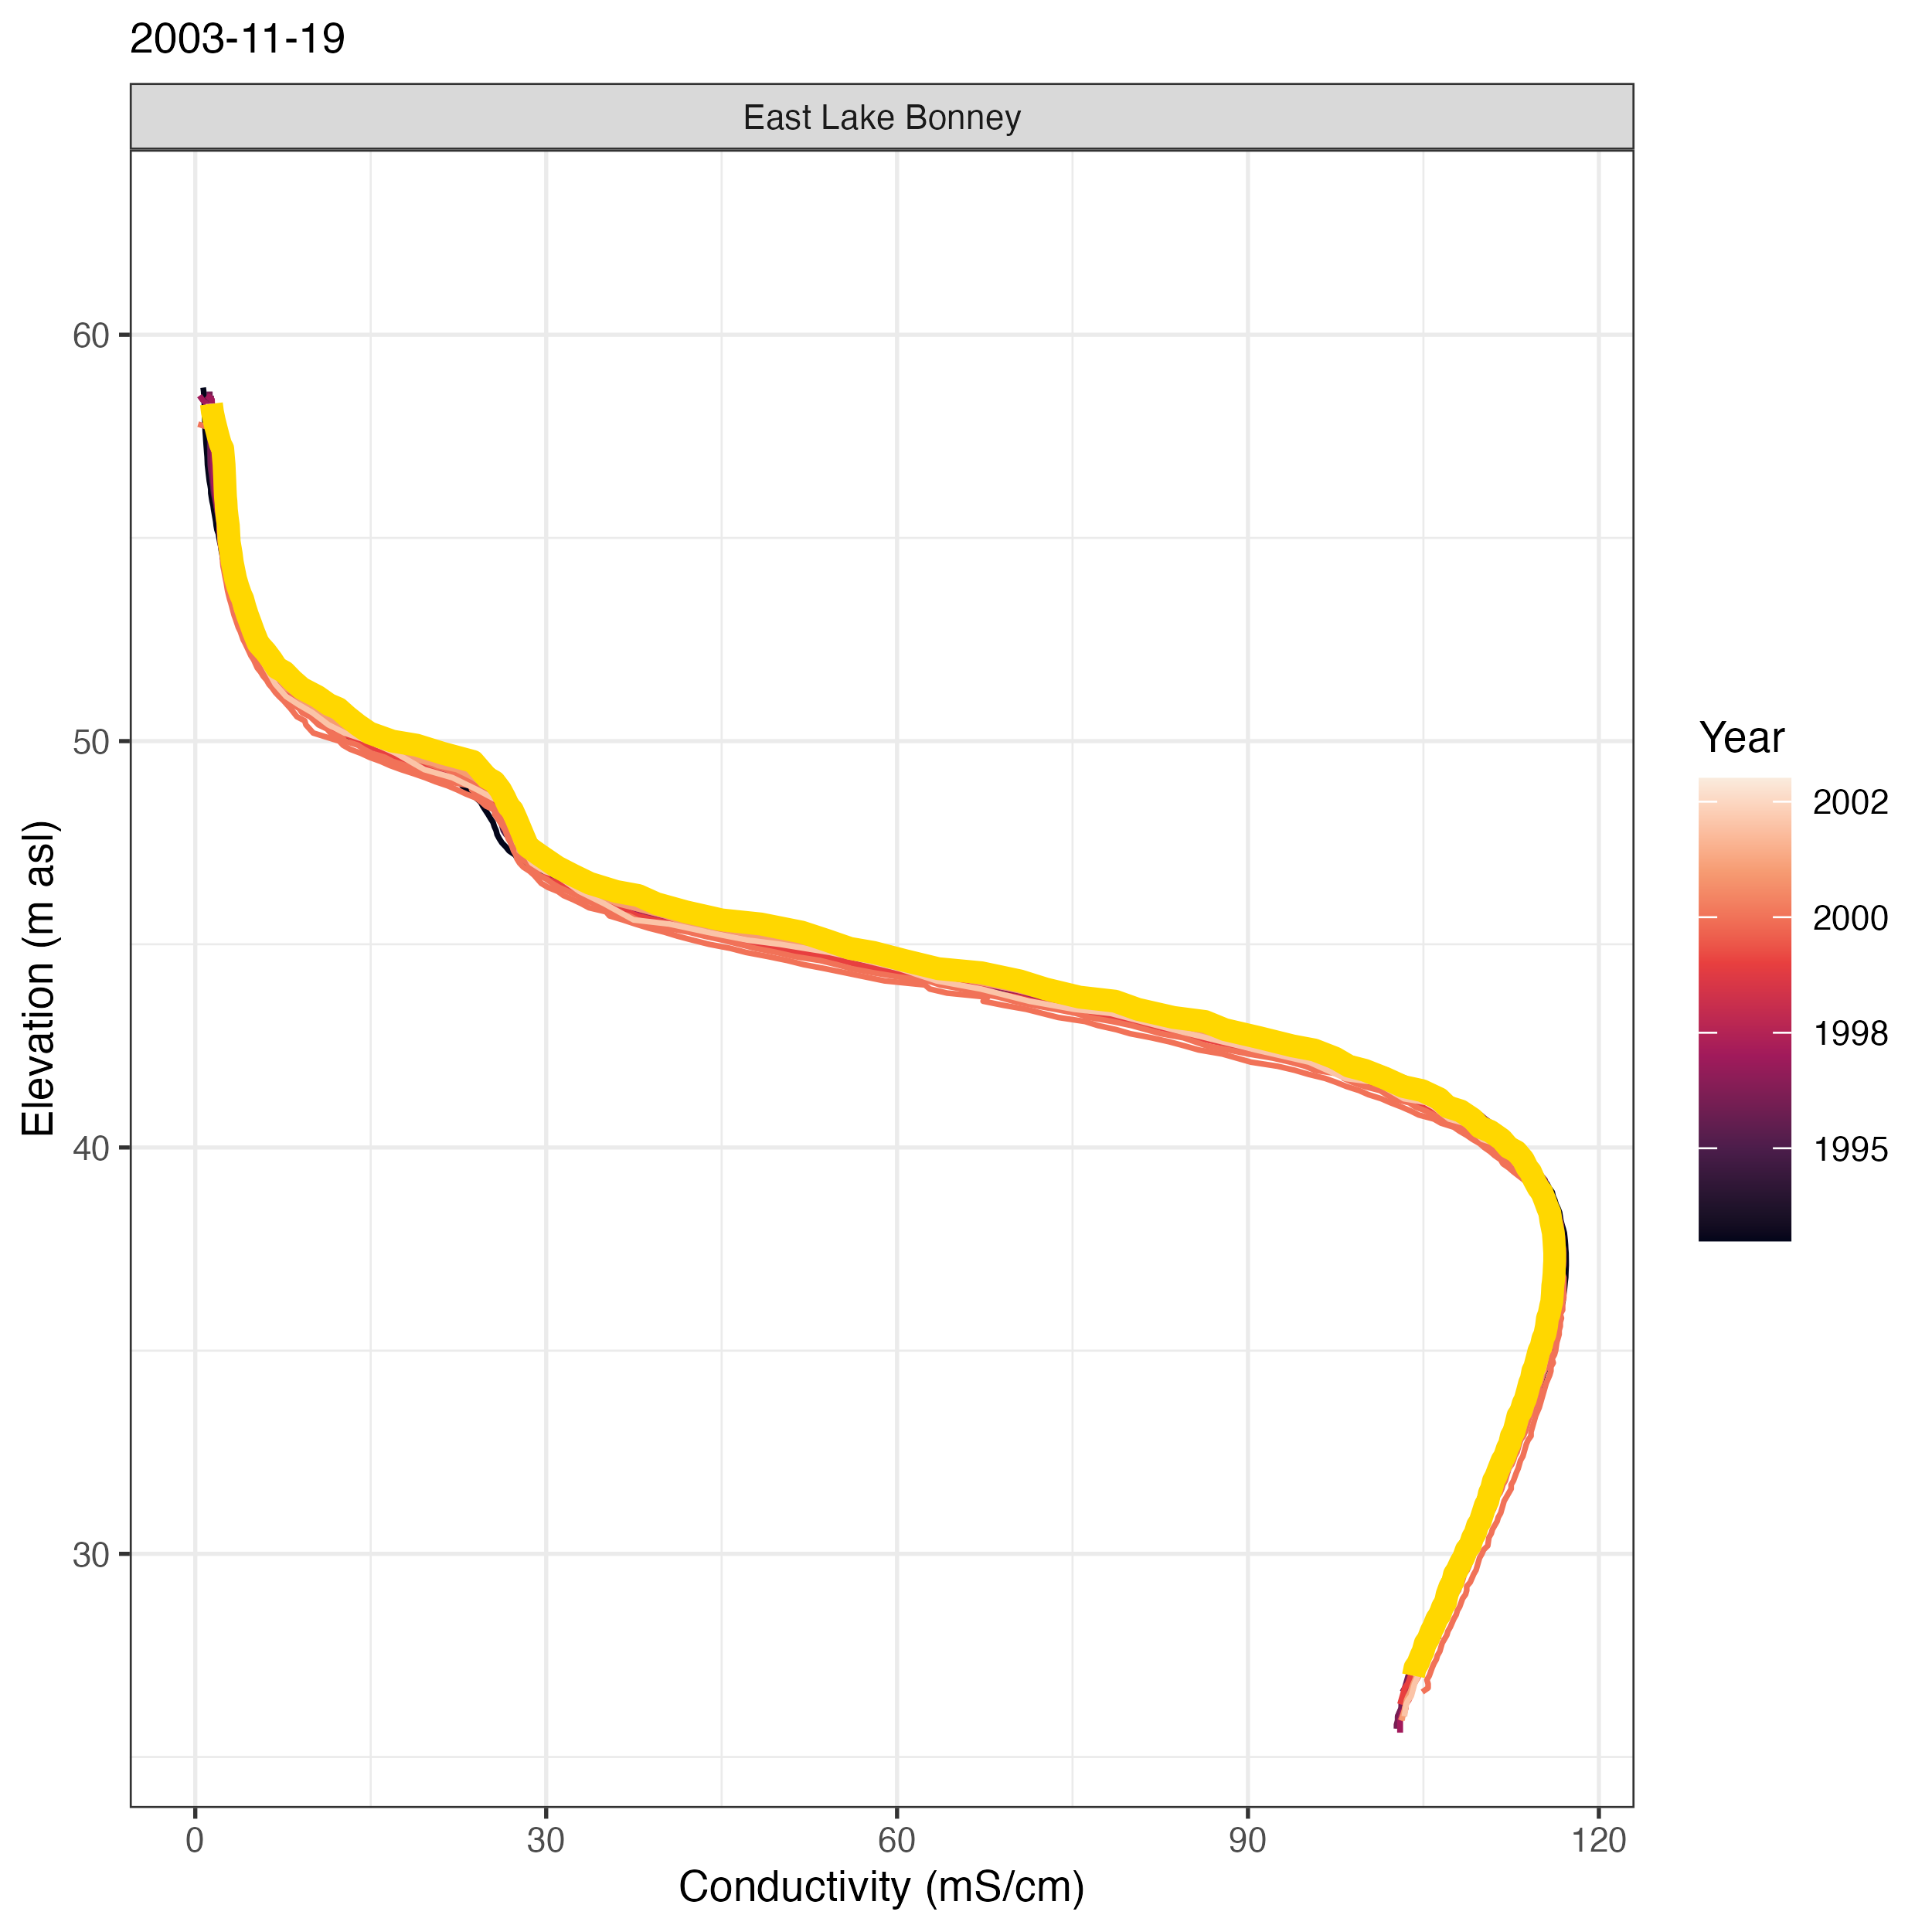 2003-11-19
East Lake Bonney
60
50
40
30
Elevation (m asl)
0 30 60 90 120
Conductivity (mS/cm)
Year
2002
2000
1998
1995